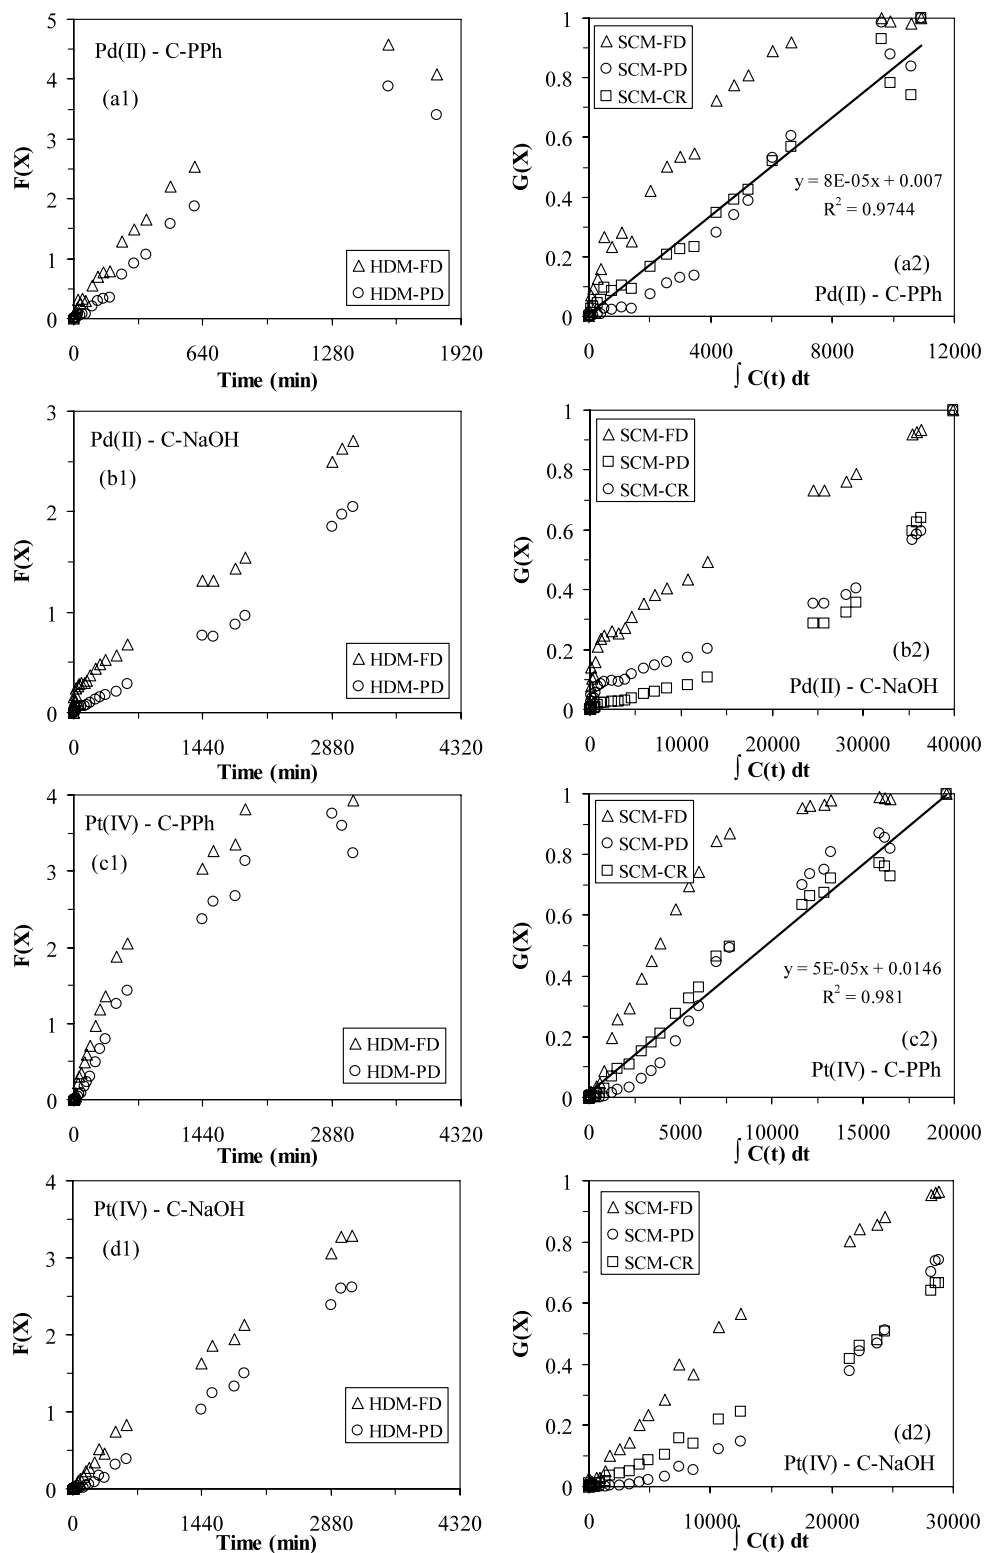 5
4
3
2
1
0
F(X)
Pd(II) - C-PPh
(a1)
△ HDM-FD
○ HDM-PD
0 640 1280 1920
Time (min)
1
0.8
0.6
0.4
0.2
0
G(X)
△ SCM-FD
○ SCM-PD
□ SCM-CR
y = 8E-05x + 0.007
R² = 0.9744
(a2)
Pd(II) - C-PPh
0 4000 8000 12000
∫ C(t) dt
3
2
1
0
F(X)
Pd(II) - C-NaOH
(b1)
△ HDM-FD
○ HDM-PD
0 1440 2880 4320
Time (min)
1
0.8
0.6
0.4
0.2
0
G(X)
△ SCM-FD
□ SCM-PD
○ SCM-CR
(b2)
Pd(II) - C-NaOH
0 10000 20000 30000 40000
∫ C(t) dt
4
3
2
1
0
F(X)
Pt(IV) - C-PPh
(c1)
△ HDM-FD
○ HDM-PD
0 1440 2880 4320
Time (min)
1
0.8
0.6
0.4
0.2
0
G(X)
△ SCM-FD
○ SCM-PD
□ SCM-CR
y = 5E-05x + 0.0146
R² = 0.981
(c2)
Pt(IV) - C-PPh
0 5000 10000 15000 20000
∫ C(t) dt
4
3
2
1
0
F(X)
Pt(IV) - C-NaOH
(d1)
△ HDM-FD
○ HDM-PD
0 1440 2880 4320
Time (min)
1
0.8
0.6
0.4
0.2
0
G(X)
△ SCM-FD
○ SCM-PD
□ SCM-CR
(d2)
Pt(IV) - C-NaOH
0 10000 20000 30000
∫ C(t) dt